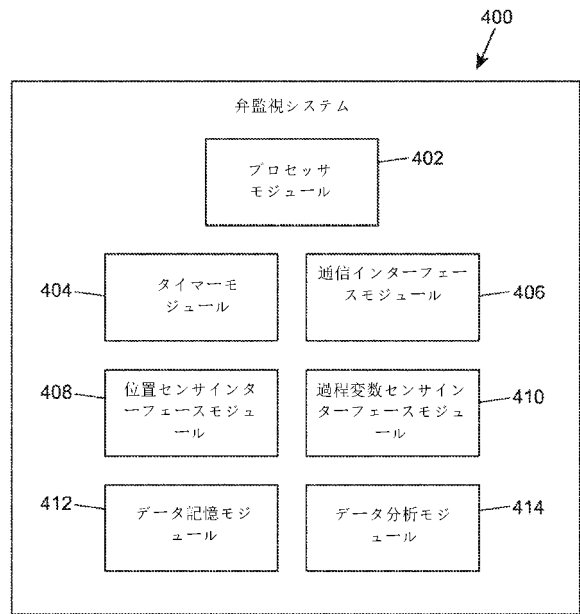 400
弁監視システム
プロセッサ
モジュール
402
タイマーモ
ジュール
404
通信インターフェー
スモジュール
406
位置センサインタ
ーフェースモジュ
ール
408
過程変数センサイン
ターフェースモジュ
ール
410
データ記憶モジ
ュール
412
データ分析モジ
ュール
414